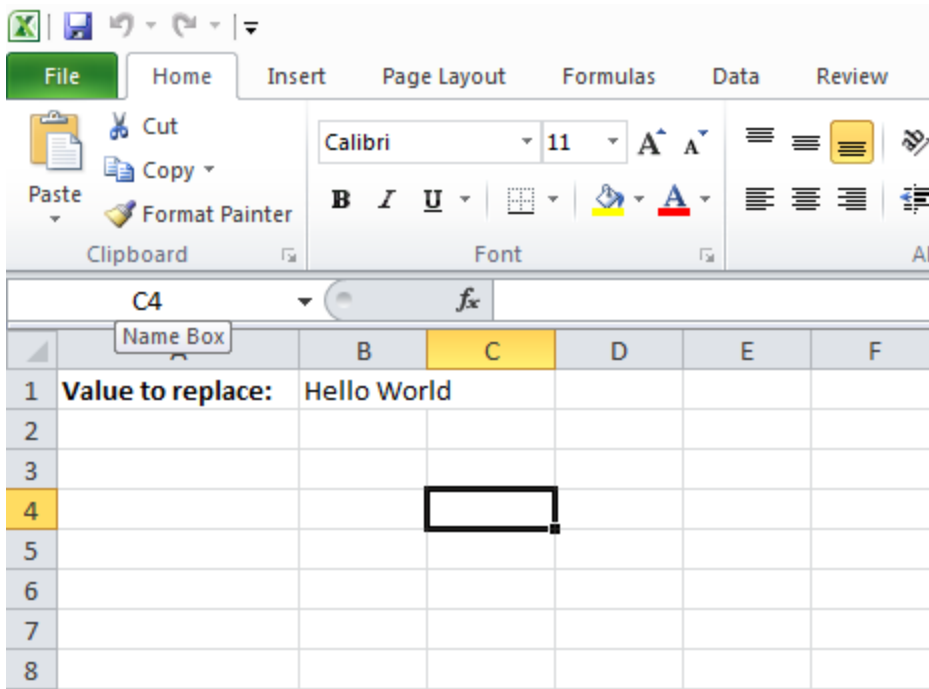 File Home Insert Page Layout Formulas Data Review
Cut
Calibri 11 A A
Copy
Paste
B I U A
Format Painter
Clipboard Font
C4 fx
Name Box
B C D E F
1 Value to replace: Hello World
2
3
4
5
6
7
8